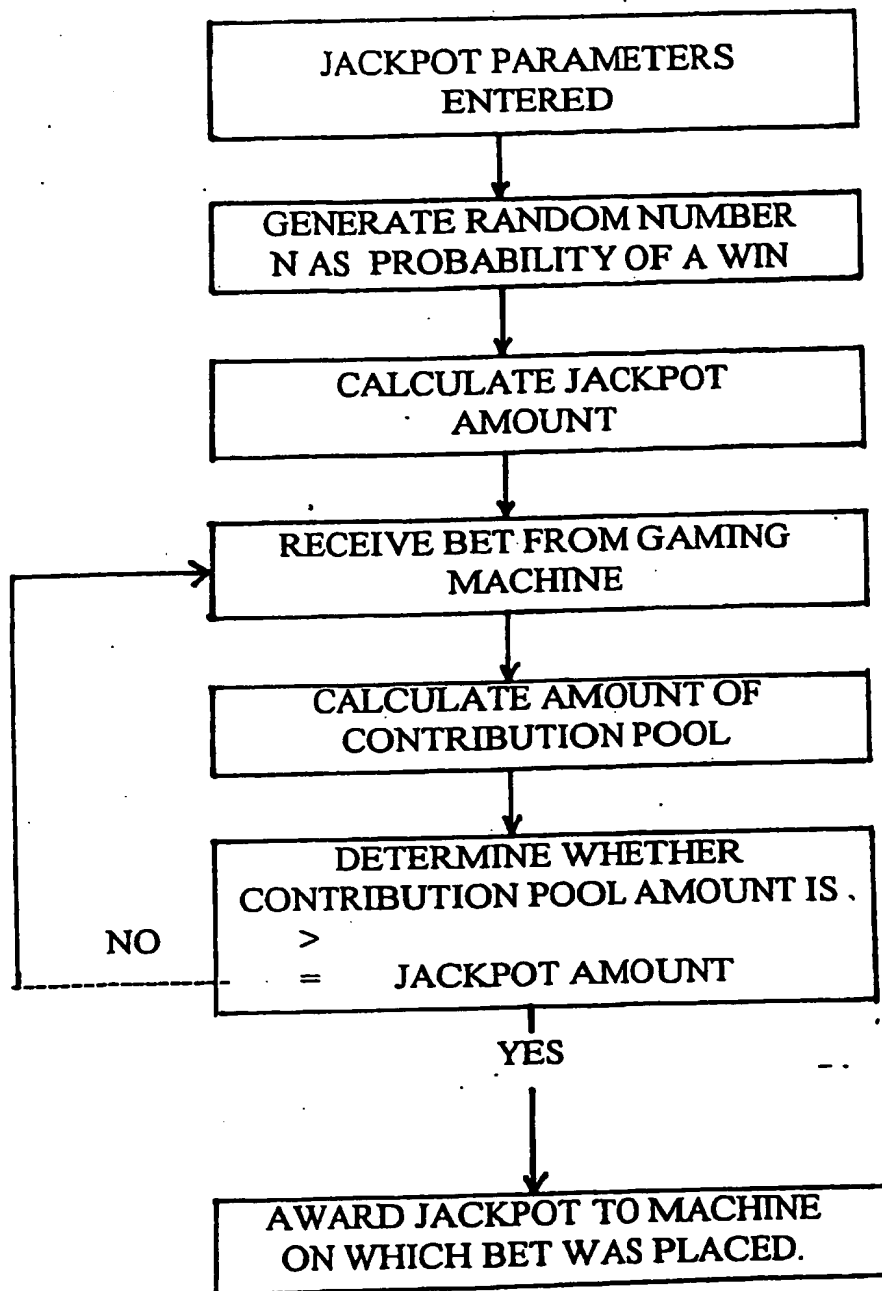 JACKPOT PARAMETERS
ENTERED
GENERATE RANDOM NUMBER
N AS PROBABILITY OF A WIN
CALCULATE JACKPOT
AMOUNT
RECEIVE BET FROM GAMING
MACHINE
CALCULATE AMOUNT OF
CONTRIBUTION POOL
DETERMINE WHETHER
CONTRIBUTION POOL AMOUNT IS
NO >
= JACKPOT AMOUNT
YES
AWARD JACKPOT TO MACHINE
ON WHICH BET WAS PLACED.